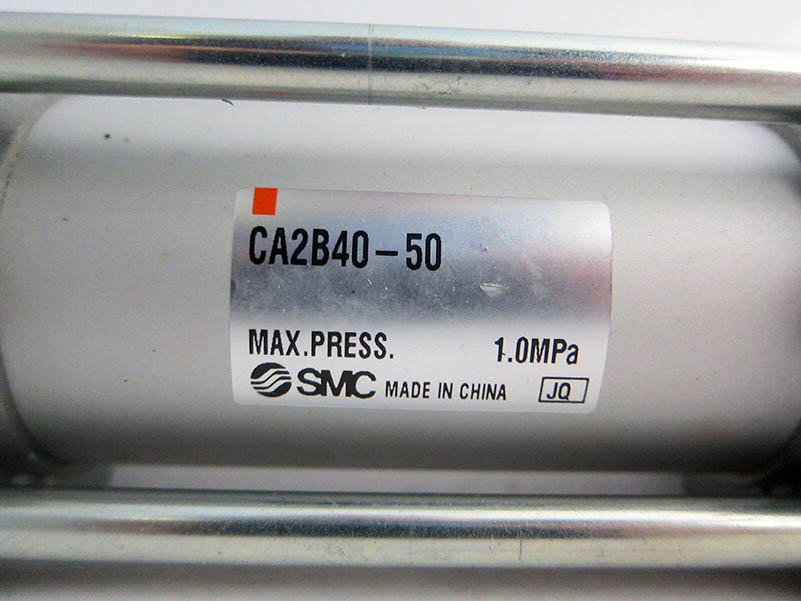 CA2B40-50
MAX.PRESS. 1.0MPa
SMC MADE IN CHINA JQ